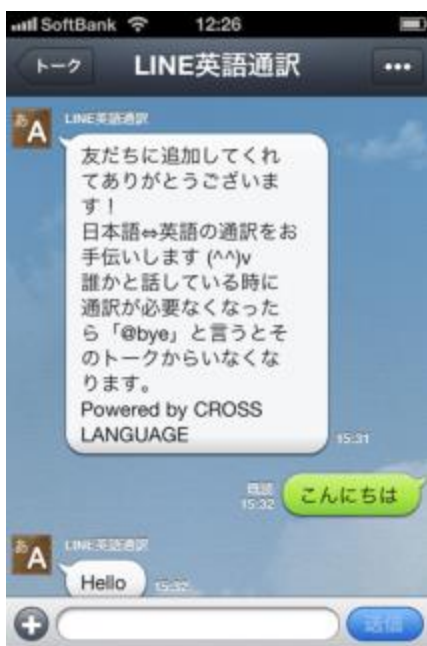 SoftBank 12:26
トーク LINE英語通訳 •••
あA LINE英語通訳
友だちに追加してくれ
てありがとうございま
す!
日本語⇔英語の通訳をお
手伝いします (^^)v
誰かと話している時に
通訳が必要なくなった
ら「@bye」と言うとそ
のトークからいなくな
ります。
Powered by CROSS
LANGUAGE
15:31
既読
15:32 こんにちは
あA LINE英語通訳
Hello 15:32
送信